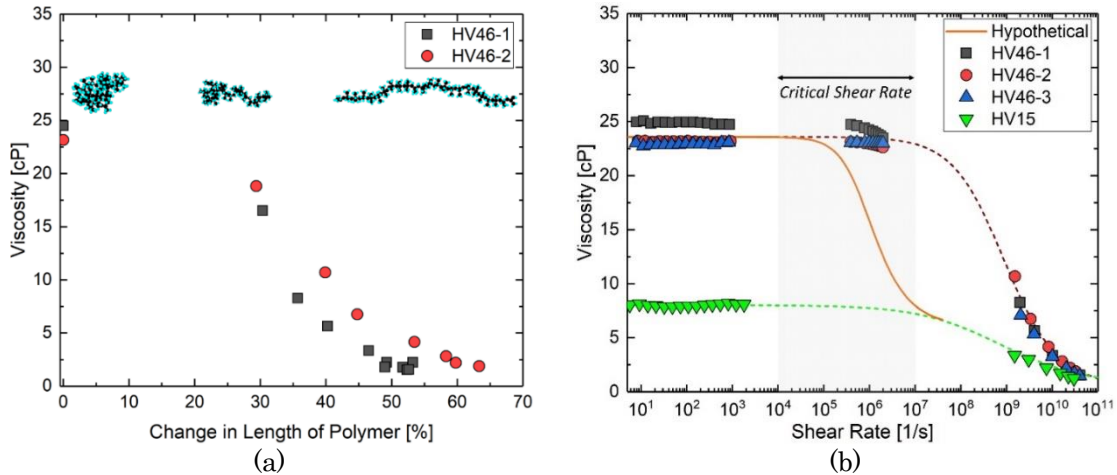 35
30
25
20
15
10
5
0
Viscosity [cP]
HV46-1
HV46-2
0 10 20 30 40 50 60 70
Change in Length of Polymer [%]
(a)
35
30
25
20
15
10
5
0
Viscosity [cP]
Hypothetical
HV46-1
HV46-2
HV46-3
HV15
Critical Shear Rate
10¹ 10² 10³ 10⁴ 10⁵ 10⁶ 10⁷ 10⁸ 10⁹ 10¹⁰ 10¹¹
Shear Rate [1/s]
(b)